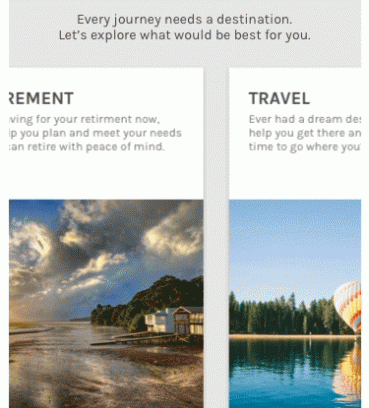 Every journey needs a destination.
Let's explore what would be best for you.
REMENT
ving for your retirment now,
lp you plan and meet your needs
an retire with peace of mind.
TRAVEL
Ever had a dream des
help you get there an
time to go where you